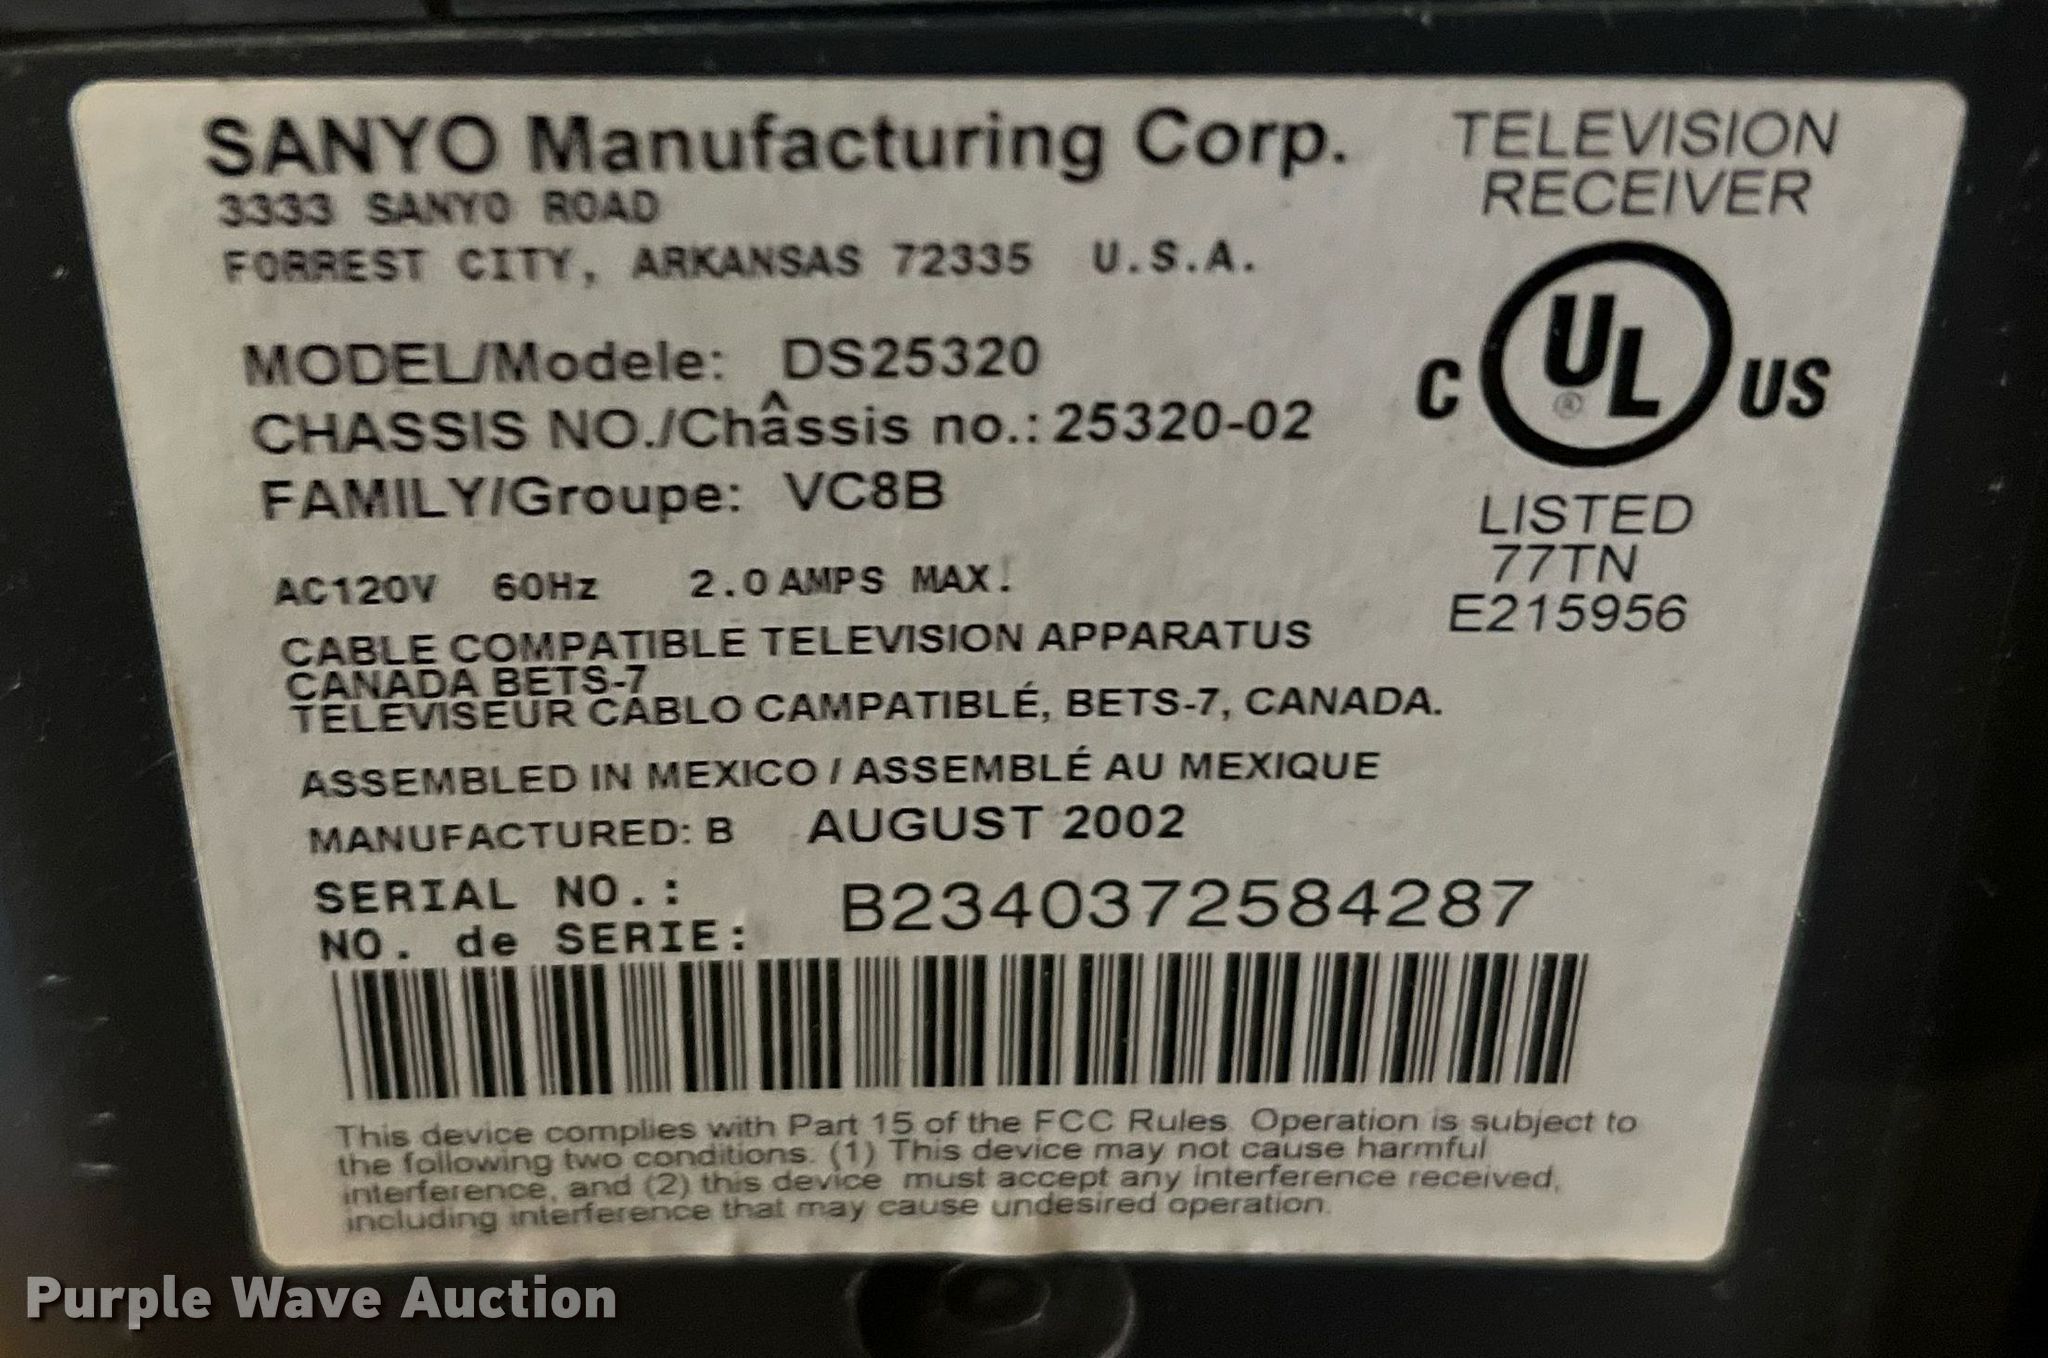 SANYO Manufacturing Corp.
3333 SANYO ROAD
FORREST CITY, ARKANSAS 72335 U.S.A.
MODEL/Modele: DS25320
CHASSIS NO./Châssis no.: 25320-02
FAMILY/Groupe: VC8B
AC120V 60Hz 2.0 AMPS MAX.
CABLE COMPATIBLE TELEVISION APPARATUS
CANADA BETS-7
TÉLÉVISEUR CABLO CAMPATIBLÉ, BETS-7, CANADA.
ASSEMBLED IN MEXICO / ASSEMBLÉ AU MEXIQUE
MANUFACTURED: B AUGUST 2002
SERIAL NO.:
NO. de SERIE: B2340372584287
This device complies with Part 15 of the FCC Rules. Operation is subject to
the following two conditions. (1) This device may not cause harmful
interference, and (2) this device must accept any interference received,
including interference that may cause undesired operation.
TELEVISION
RECEIVER
C UL ® US
LISTED
77TN
E215956
Purple Wave Auction